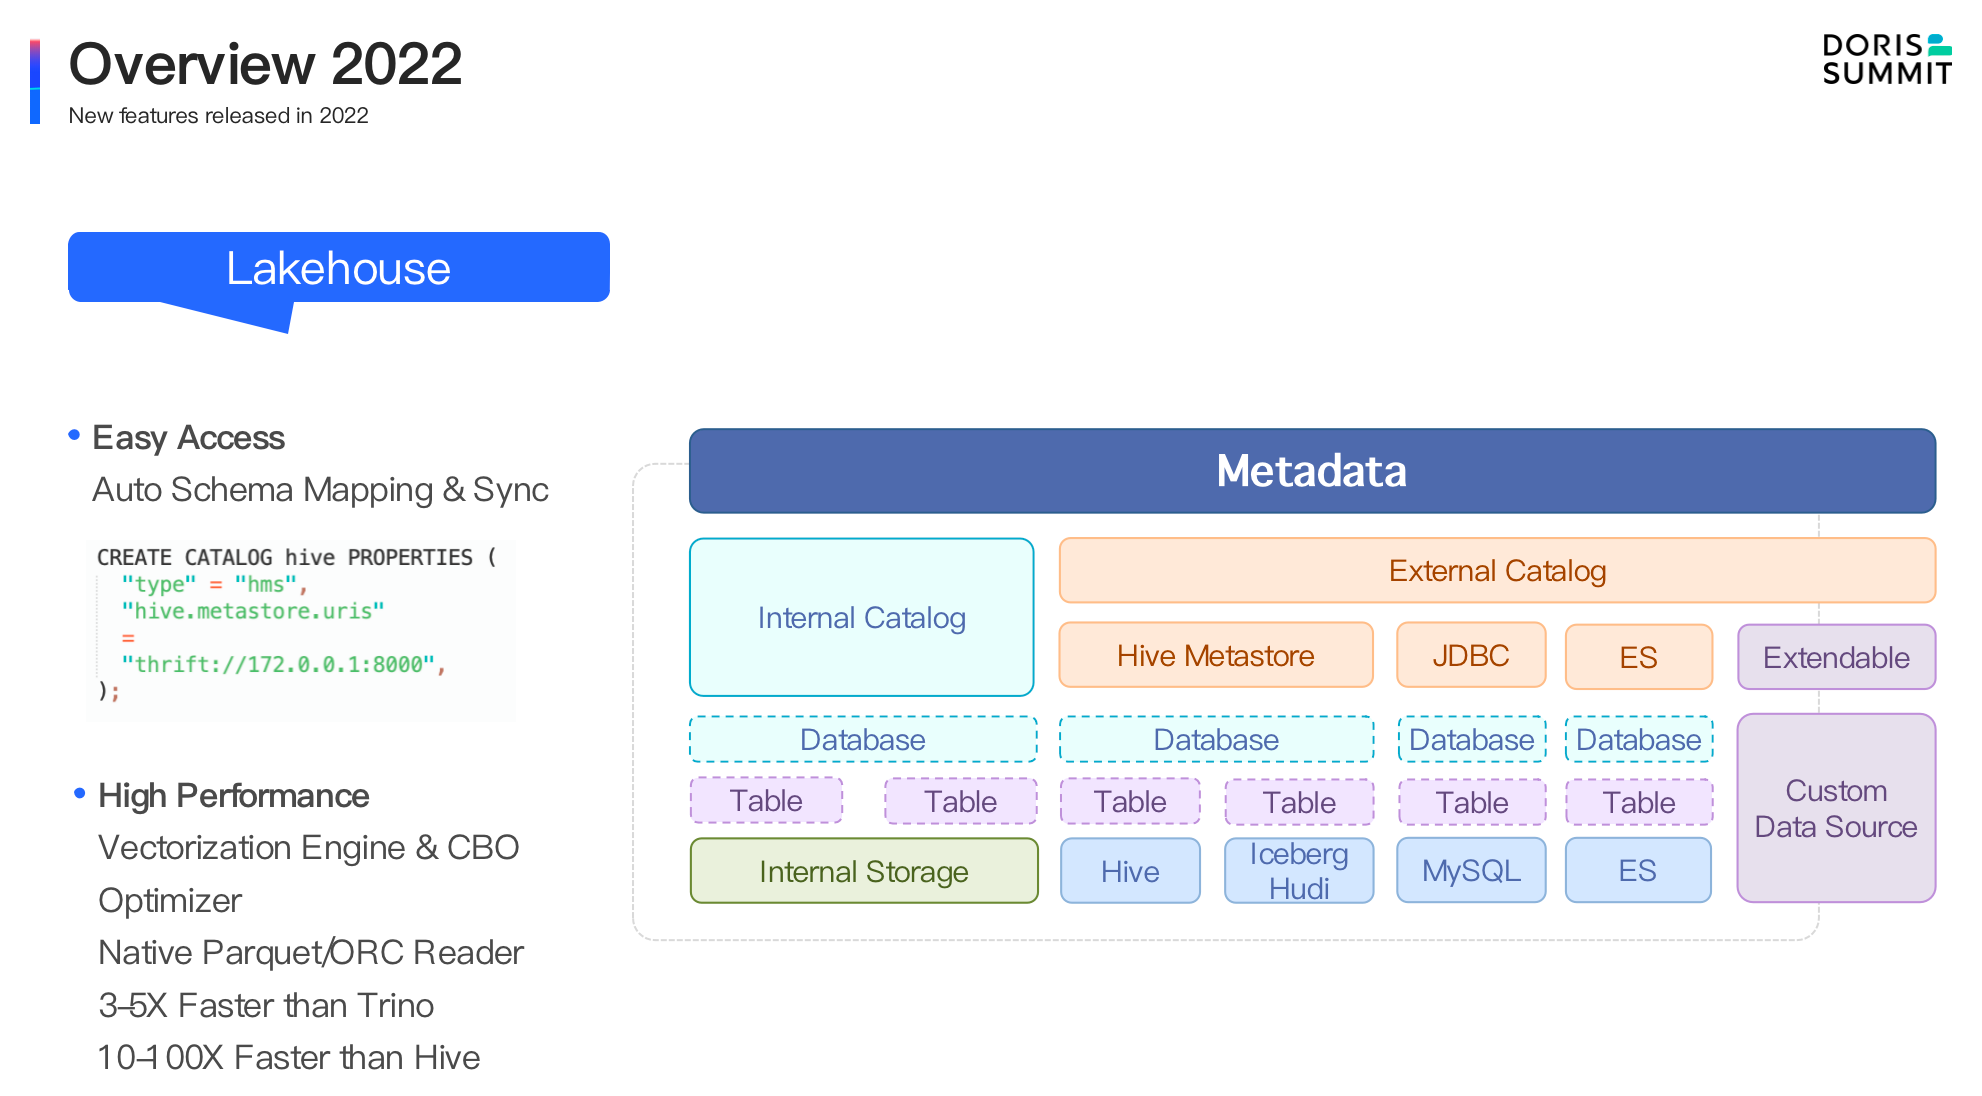 Overview 2022
New features released in 2022
DORIS
SUMMIT
Lakehouse
• Easy Access
Auto Schema Mapping & Sync
CREATE CATALOG hive PROPERTIES (
"type" = "hms",
"hive.metastore.uris"
=
"thrift://172.0.0.1:8000",
);
• High Performance
Vectorization Engine & CBO
Optimizer
Native Parquet/ORC Reader
3–5X Faster than Trino
10–100X Faster than Hive
Metadata
Internal Catalog
External Catalog
Hive Metastore
JDBC
ES
Extendable
Database
Database
Database
Database
Table
Table
Table
Table
Table
Table
Custom
Data Source
Internal Storage
Hive
Iceberg
Hudi
MySQL
ES